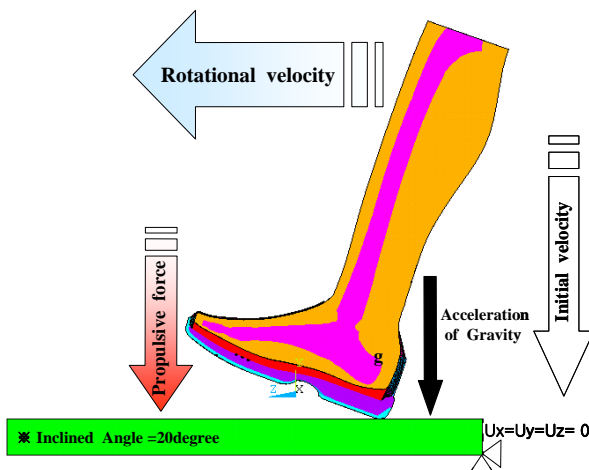 Rotational velocity
Propulsive force
Acceleration
of Gravity
Initial velocity
g
Y
Z
X
※ Inclined Angle =20degree
Ux=Uy=Uz= 0